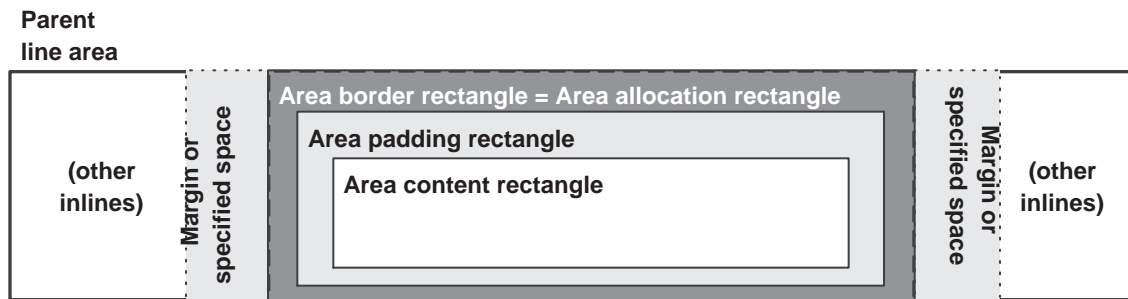 Parent
line area
Area border rectangle = Area allocation rectangle
Area padding rectangle
Area content rectangle
(other
inlines)
Margin or
specified space
Margin or
specified space
(other
inlines)